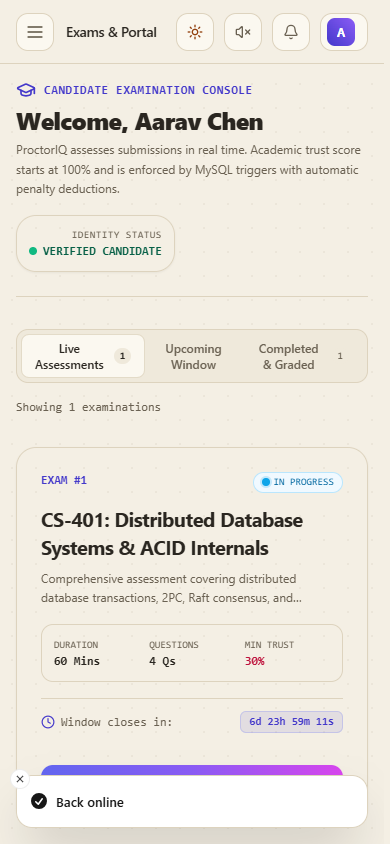 Exams & Portal
A
CANDIDATE EXAMINATION CONSOLE
Welcome, Aarav Chen
ProctorIQ assesses submissions in real time. Academic trust score
starts at 100% and is enforced by MySQL triggers with automatic
penalty deductions.
IDENTITY STATUS
VERIFIED CANDIDATE
Live
Assessments
1
Upcoming
Window
Completed
& Graded
1
Showing 1 examinations
EXAM #1
IN PROGRESS
CS-401: Distributed Database
Systems & ACID Internals
Comprehensive assessment covering distributed
database transactions, 2PC, Raft consensus, and...
DURATION
60 Mins
QUESTIONS
4 Qs
MIN TRUST
30%
Window closes in:
6d 23h 59m 11s
Back online